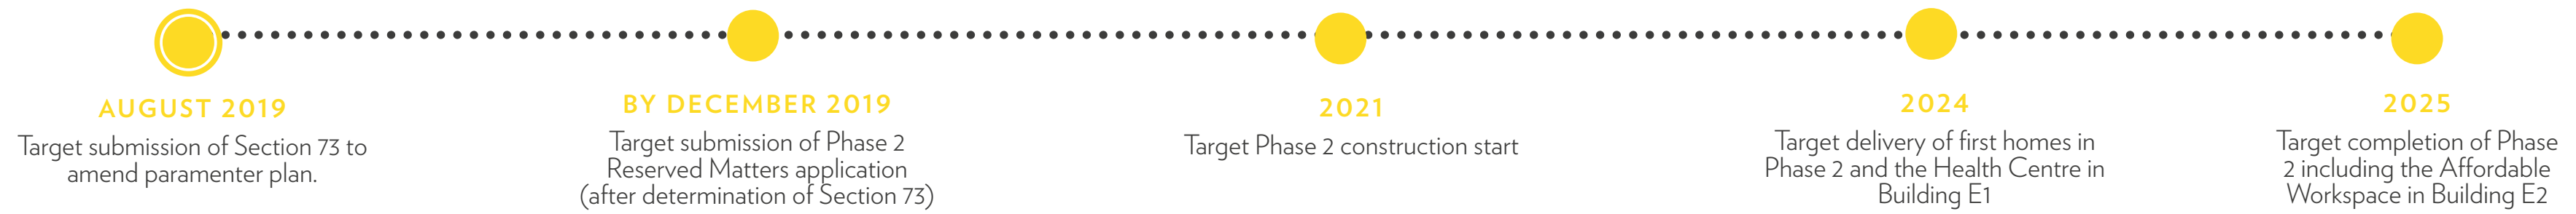 AUGUST 2019
Target submission of Section 73 to
amend paramenter plan.
BY DECEMBER 2019
Target submission of Phase 2
Reserved Matters application
(after determination of Section 73)
2021
Target Phase 2 construction start
2024
Target delivery of first homes in
Phase 2 and the Health Centre in
Building E1
2025
Target completion of Phase
2 including the Affordable
Workspace in Building E2